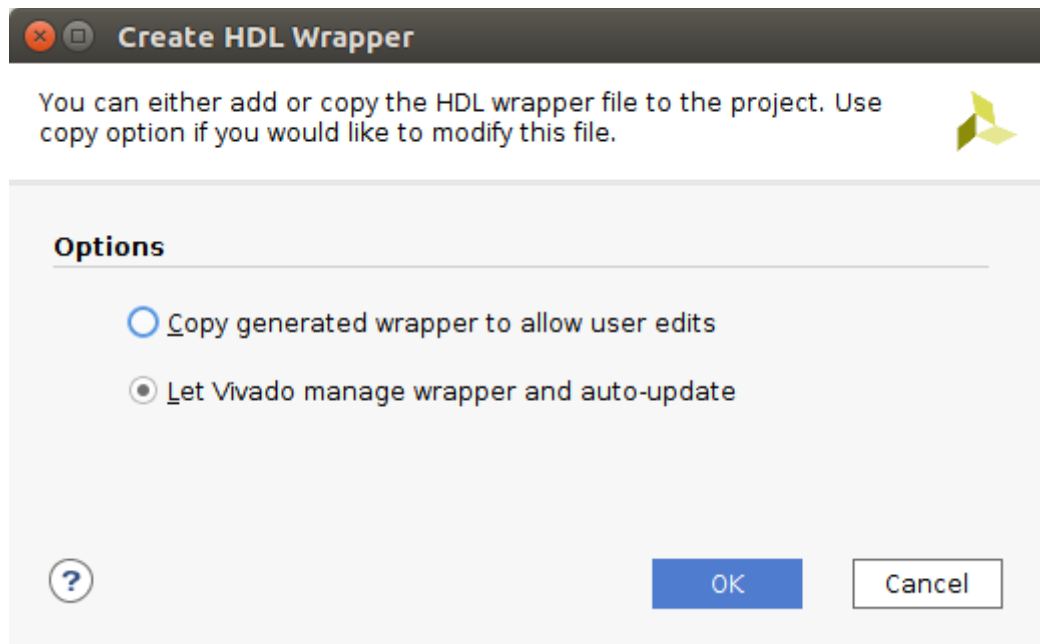 Create HDL Wrapper
You can either add or copy the HDL wrapper file to the project. Use
copy option if you would like to modify this file.
Options
Copy generated wrapper to allow user edits
Let Vivado manage wrapper and auto-update
?
OK
Cancel